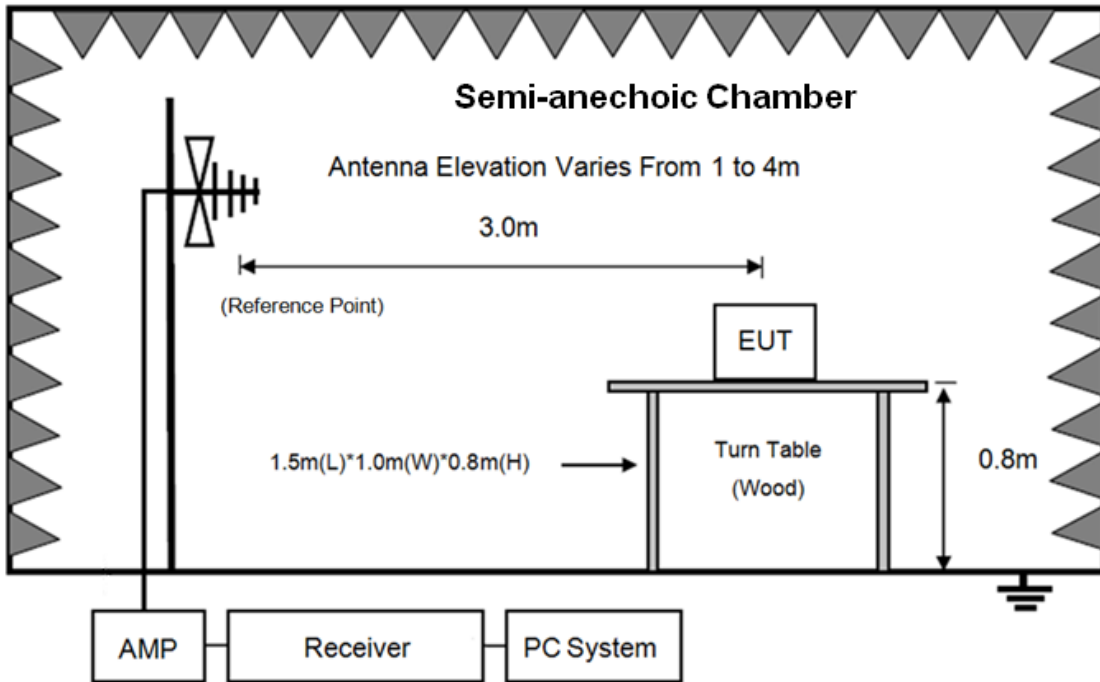 Semi-anechoic Chamber
Antenna Elevation Varies From 1 to 4m
3.0m
(Reference Point)
EUT
1.5m(L)*1.0m(W)*0.8m(H)
Turn Table
(Wood)
0.8m
AMP
Receiver
PC System